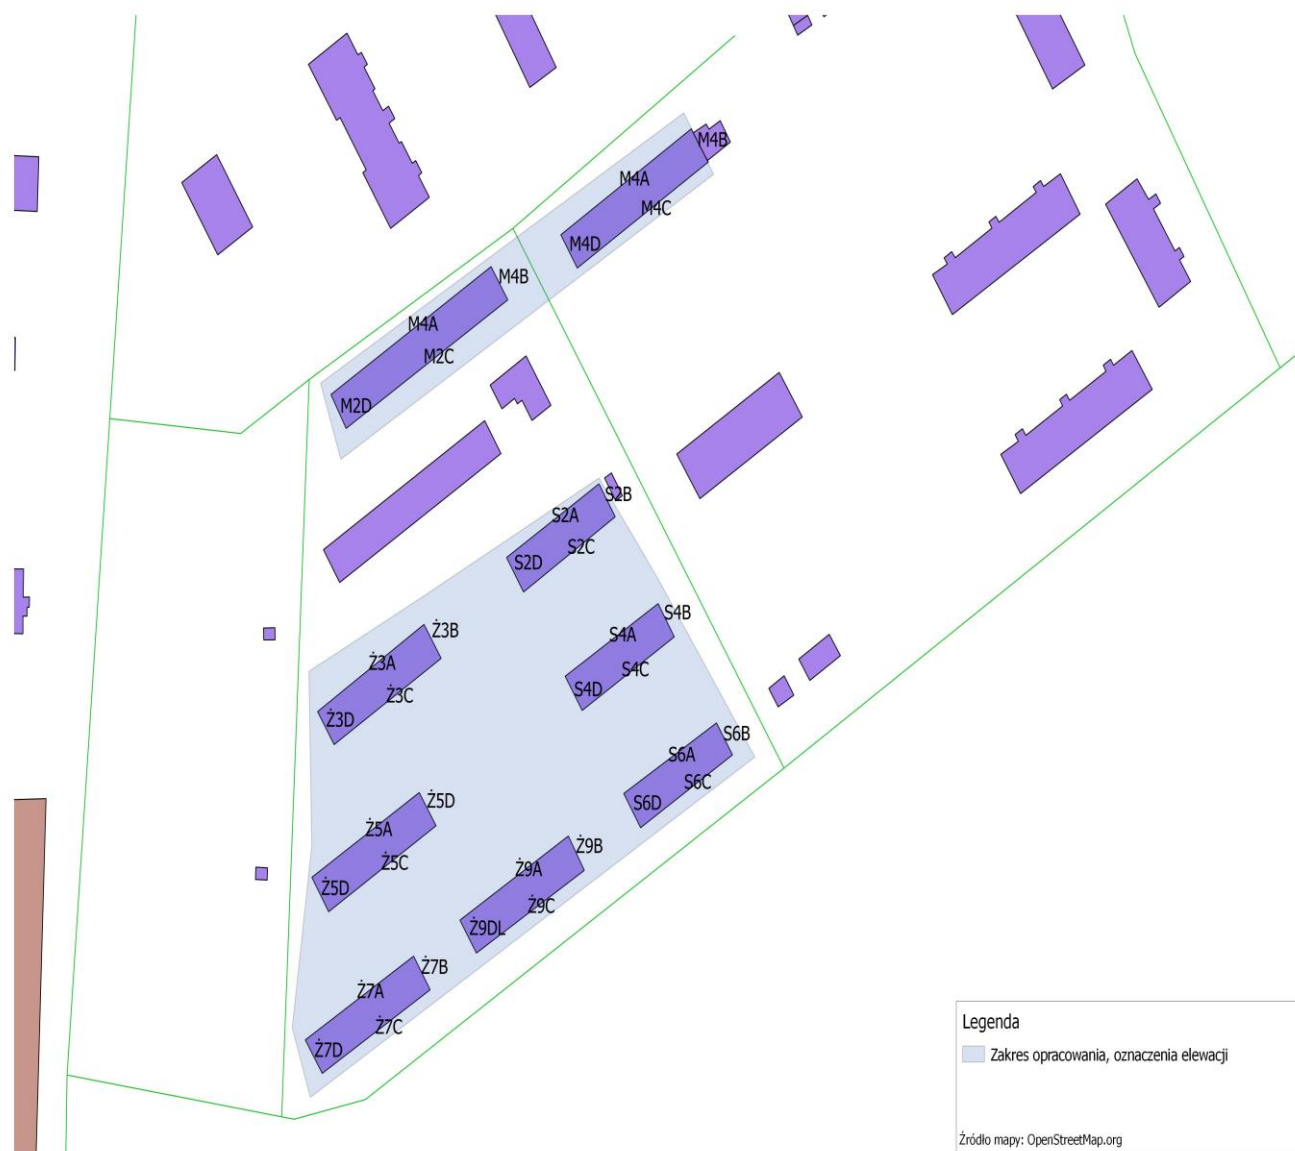 M4B
M4A
M4C
M4D
M4B
M4A
M2C
M2D
S2B
S2A
S2C
S2D
S4B
S4A
S4C
S4D
Ż3B
Ż3A
Ż3C
Ż3D
S6B
S6A
S6C
S6D
Ż5D
Ż5A
Ż5C
Ż5D
Ż9B
Ż9A
Ż9C
Ż9DL
Ż7B
Ż7A
Ż7C
Ż7D
Legenda
Zakres opracowania, oznaczenia elewacji
Źródło mapy: OpenStreetMap.org